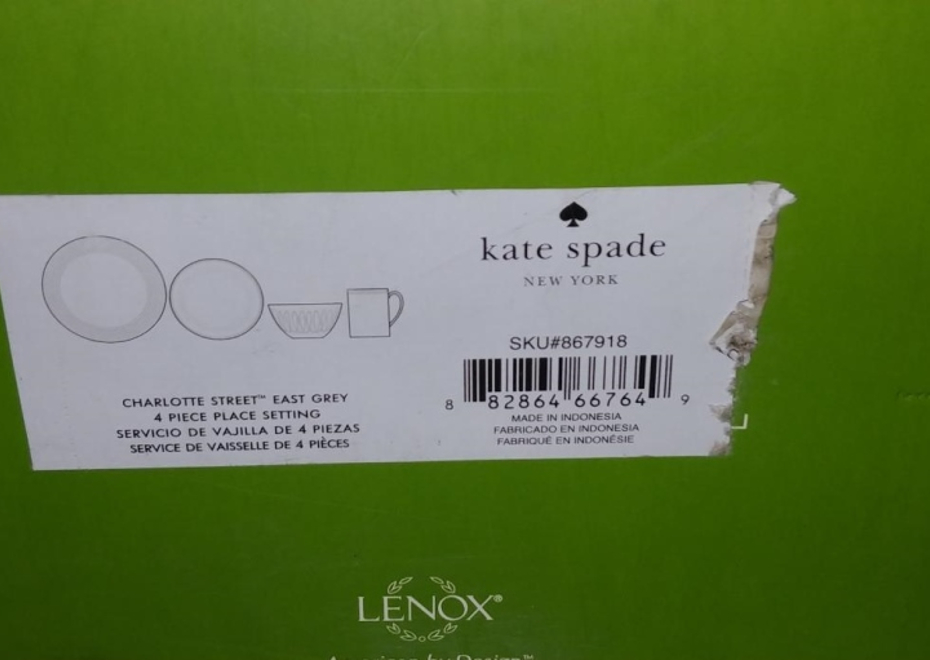 kate spade
NEW YORK
SKU#867918
8 82864 66764 9
MADE IN INDONESIA
FABRICADO EN INDONESIA
FABRIQUÉ EN INDONÉSIE
CHARLOTTE STREET™ EAST GREY
4 PIECE PLACE SETTING
SERVICIO DE VAJILLA DE 4 PIEZAS
SERVICE DE VAISSELLE DE 4 PIÈCES
LENOX®
by Design™